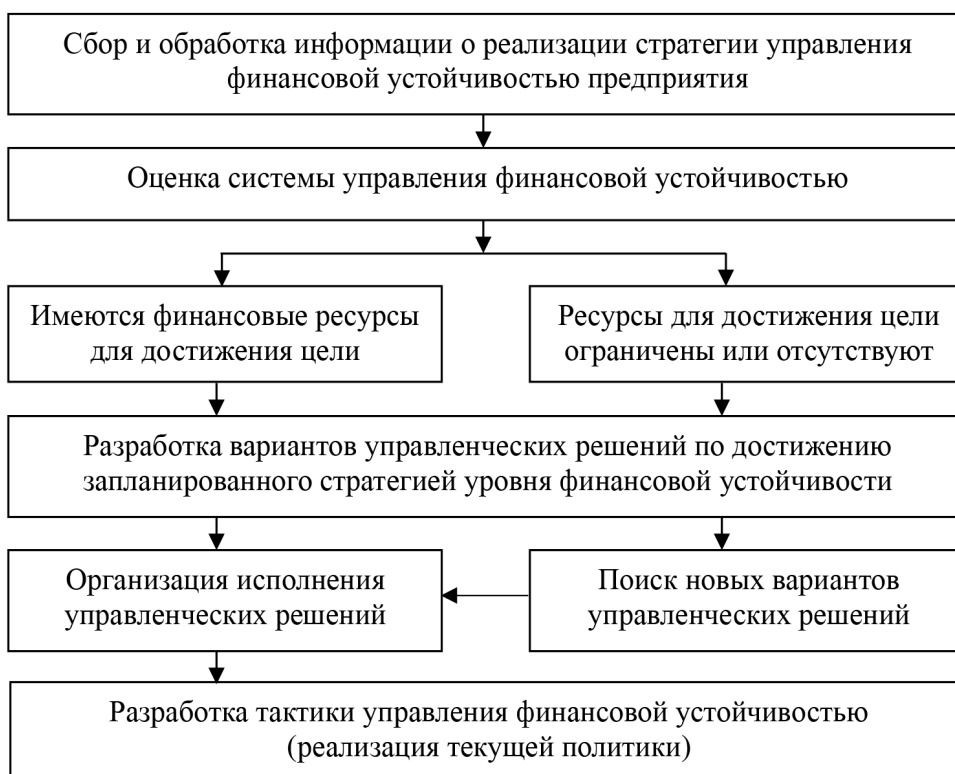 Сбор и обработка информации о реализации стратегии управления
финансовой устойчивостью предприятия
Оценка системы управления финансовой устойчивостью
Имеются финансовые ресурсы
для достижения цели
Ресурсы для достижения цели
ограничены или отсутствуют
Разработка вариантов управленческих решений по достижению
запланированного стратегией уровня финансовой устойчивости
Организация исполнения
управленческих решений
Поиск новых вариантов
управленческих решений
Разработка тактики управления финансовой устойчивостью
(реализация текущей политики)